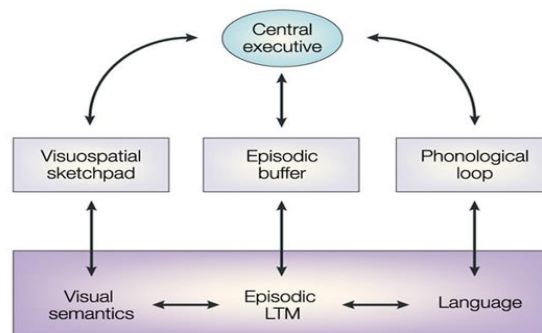 Central
executive
Visuospatial
sketchpad
Episodic
buffer
Phonological
loop
Visual
semantics
Episodic
LTM
Language